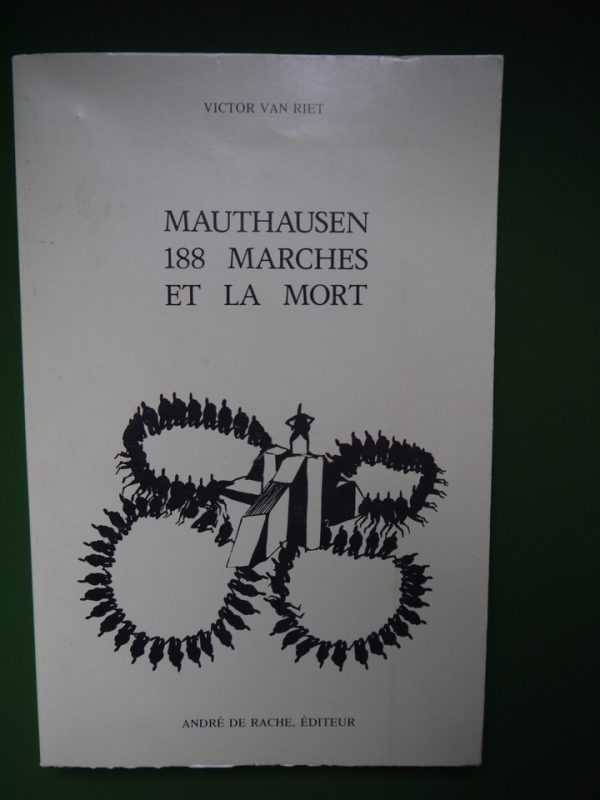 VICTOR VAN RIET
MAUTHAUSEN
188 MARCHES
ET LA MORT
ANDRÉ DE RACHE, ÉDITEUR